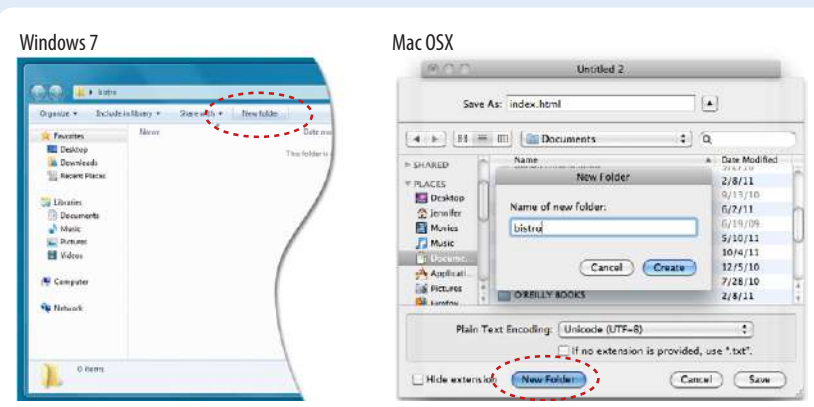 Windows 7
bistro
Organize Include in library Share with New folder
Name Date mo
This folder is
Favorites
Desktop
Downloads
Recent Places
Libraries
Documents
Music
Pictures
Videos
Computer
Network
0 items
Mac OSX
Untitled 2
Save As: index.html
Documents
Name Date Modified
SHARED
PLACES
Desktop
Jennifer
Movies
Music
Docume...
Applicati...
Pictures
Firefox
New Folder
Name of new folder:
bistro
Cancel Create
O'REILLY BOOKS
2/8/11
9/13/10
6/2/11
6/19/09
5/10/11
10/4/11
12/5/10
7/28/10
2/8/11
Plain Text Encoding: Unicode (UTF-8)
If no extension is provided, use ".txt".
Hide extension New Folder Cancel Save